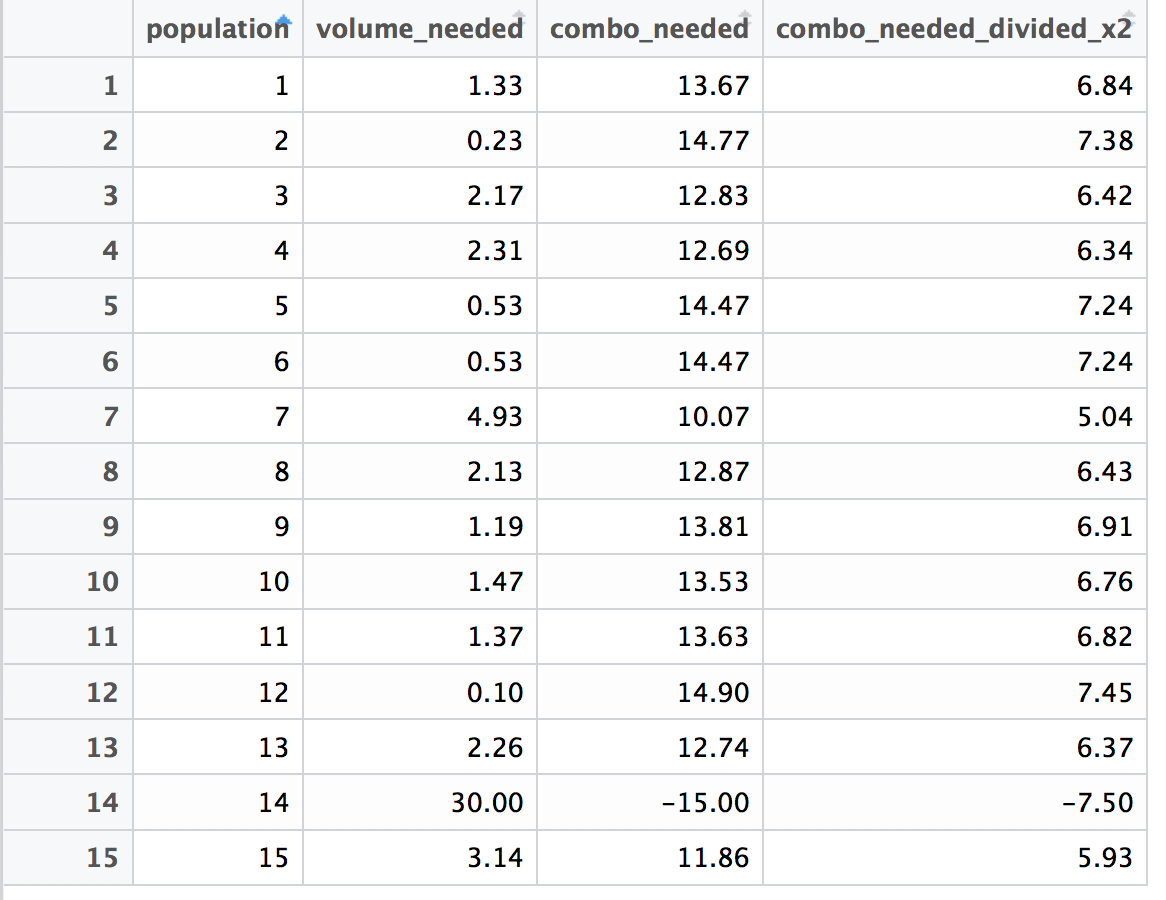 population volume_needed combo_needed combo_needed_divided_x2
1 1 1.33 13.67 6.84
2 2 0.23 14.77 7.38
3 3 2.17 12.83 6.42
4 4 2.31 12.69 6.34
5 5 0.53 14.47 7.24
6 6 0.53 14.47 7.24
7 7 4.93 10.07 5.04
8 8 2.13 12.87 6.43
9 9 1.19 13.81 6.91
10 10 1.47 13.53 6.76
11 11 1.37 13.63 6.82
12 12 0.10 14.90 7.45
13 13 2.26 12.74 6.37
14 14 30.00 -15.00 -7.50
15 15 3.14 11.86 5.93